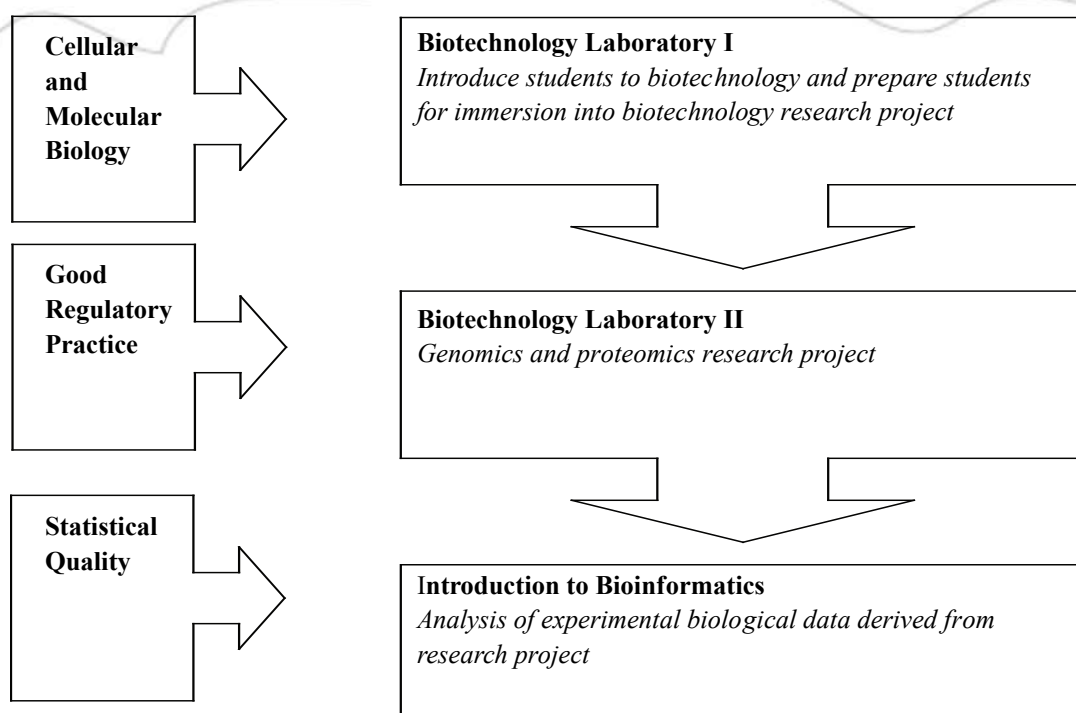 Cellular
and
Molecular
Biology
Biotechnology Laboratory I
Introduce students to biotechnology and prepare students
for immersion into biotechnology research project
Good
Regulatory
Practice
Biotechnology Laboratory II
Genomics and proteomics research project
Statistical
Quality
Introduction to Bioinformatics
Analysis of experimental biological data derived from
research project